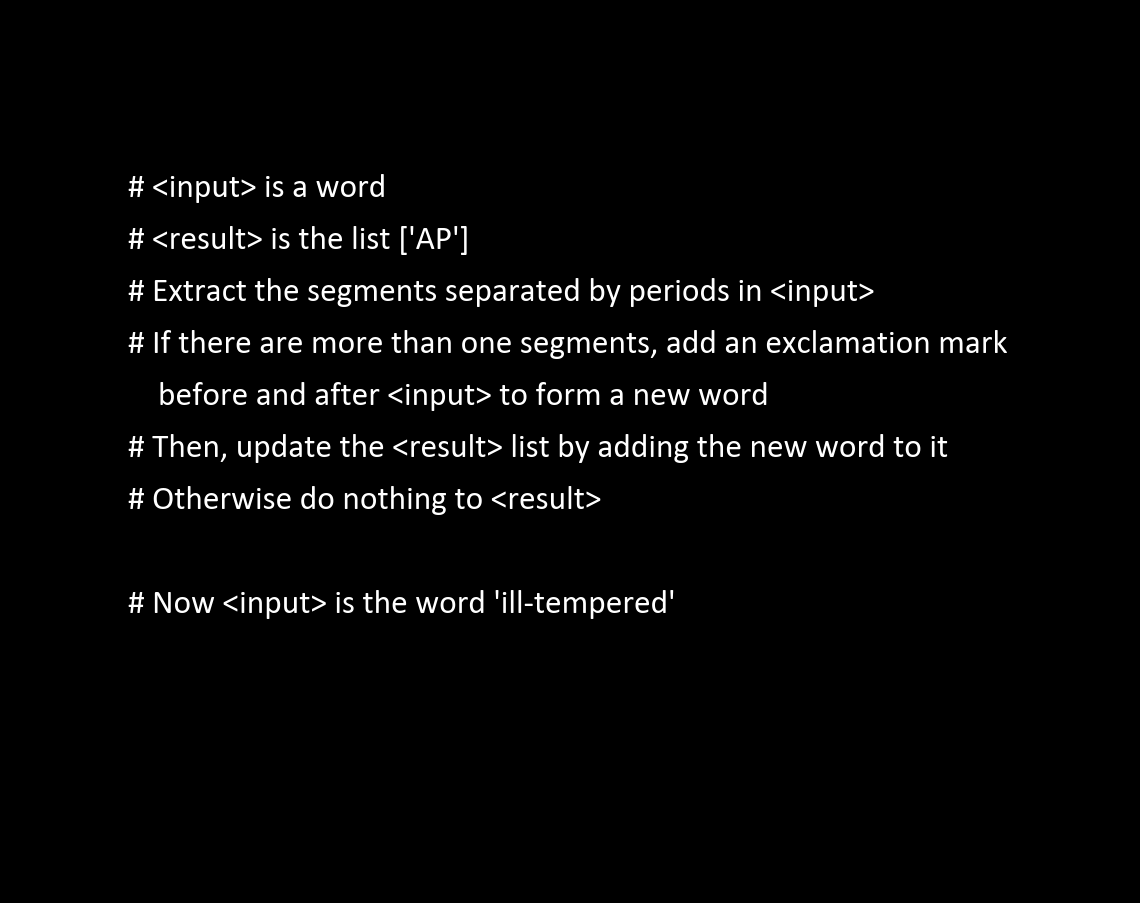 # <input> is a word
# <result> is the list ['AP']
# Extract the segments separated by periods in <input>
# If there are more than one segments, add an exclamation mark
before and after <input> to form a new word
# Then, update the <result> list by adding the new word to it
# Otherwise do nothing to <result>
# Now <input> is the word 'ill-tempered'